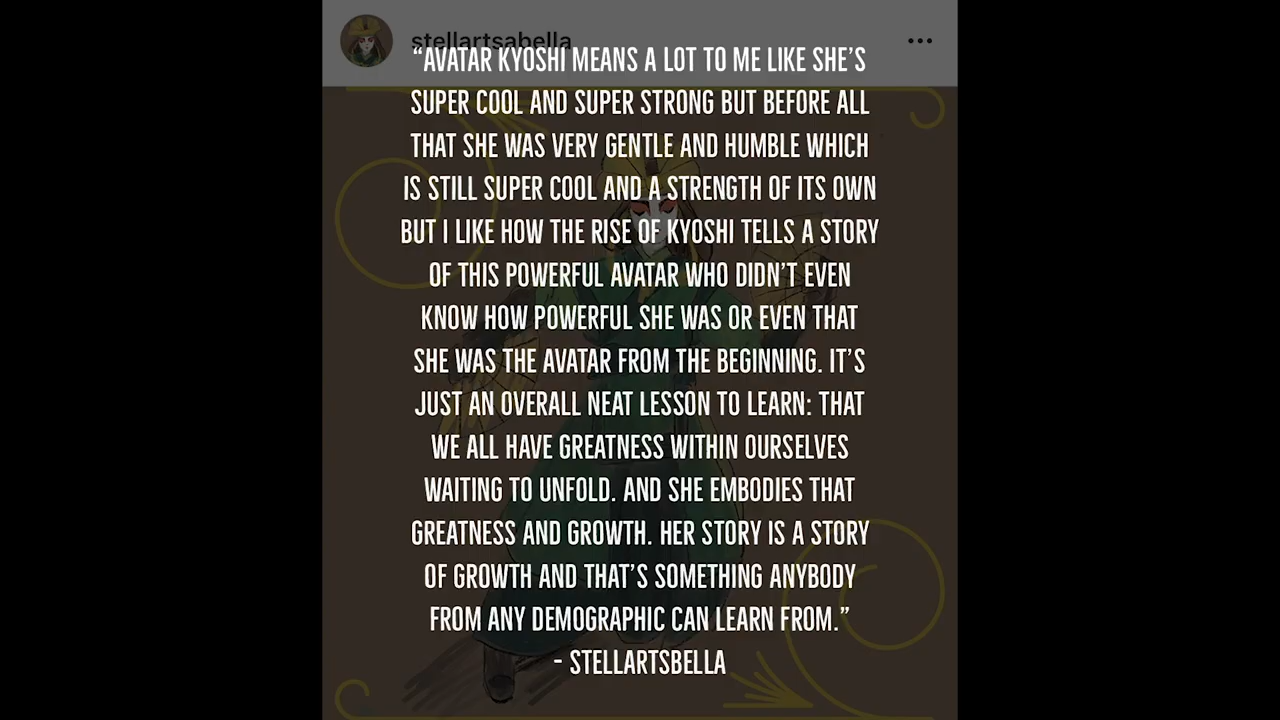 stellartsabella
“AVATAR KYOSHI MEANS A LOT TO ME LIKE SHE’S
SUPER COOL AND SUPER STRONG BUT BEFORE ALL
THAT SHE WAS VERY GENTLE AND HUMBLE WHICH
IS STILL SUPER COOL AND A STRENGTH OF ITS OWN
BUT I LIKE HOW THE RISE OF KYOSHI TELLS A STORY
OF THIS POWERFUL AVATAR WHO DIDN’T EVEN
KNOW HOW POWERFUL SHE WAS OR EVEN THAT
SHE WAS THE AVATAR FROM THE BEGINNING. IT’S
JUST AN OVERALL NEAT LESSON TO LEARN: THAT
WE ALL HAVE GREATNESS WITHIN OURSELVES
WAITING TO UNFOLD. AND SHE EMBODIES THAT
GREATNESS AND GROWTH. HER STORY IS A STORY
OF GROWTH AND THAT’S SOMETHING ANYBODY
FROM ANY DEMOGRAPHIC CAN LEARN FROM.”
- STELLARTSBELLA